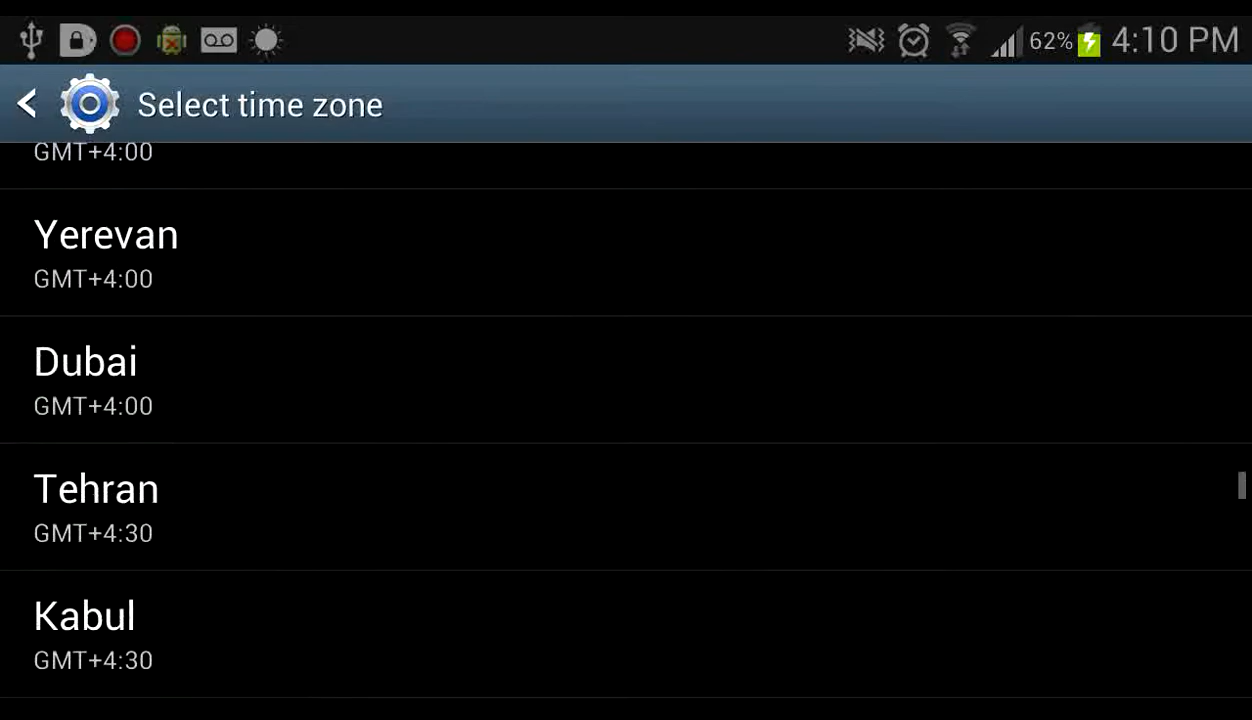 62% 4:10 PM
Select time zone
GMT+4:00
Yerevan
GMT+4:00
Dubai
GMT+4:00
Tehran
GMT+4:30
Kabul
GMT+4:30